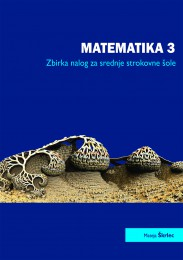 MATEMATIKA 3
Zbirka nalog za srednje strokovne šole
Mateja Škrlec